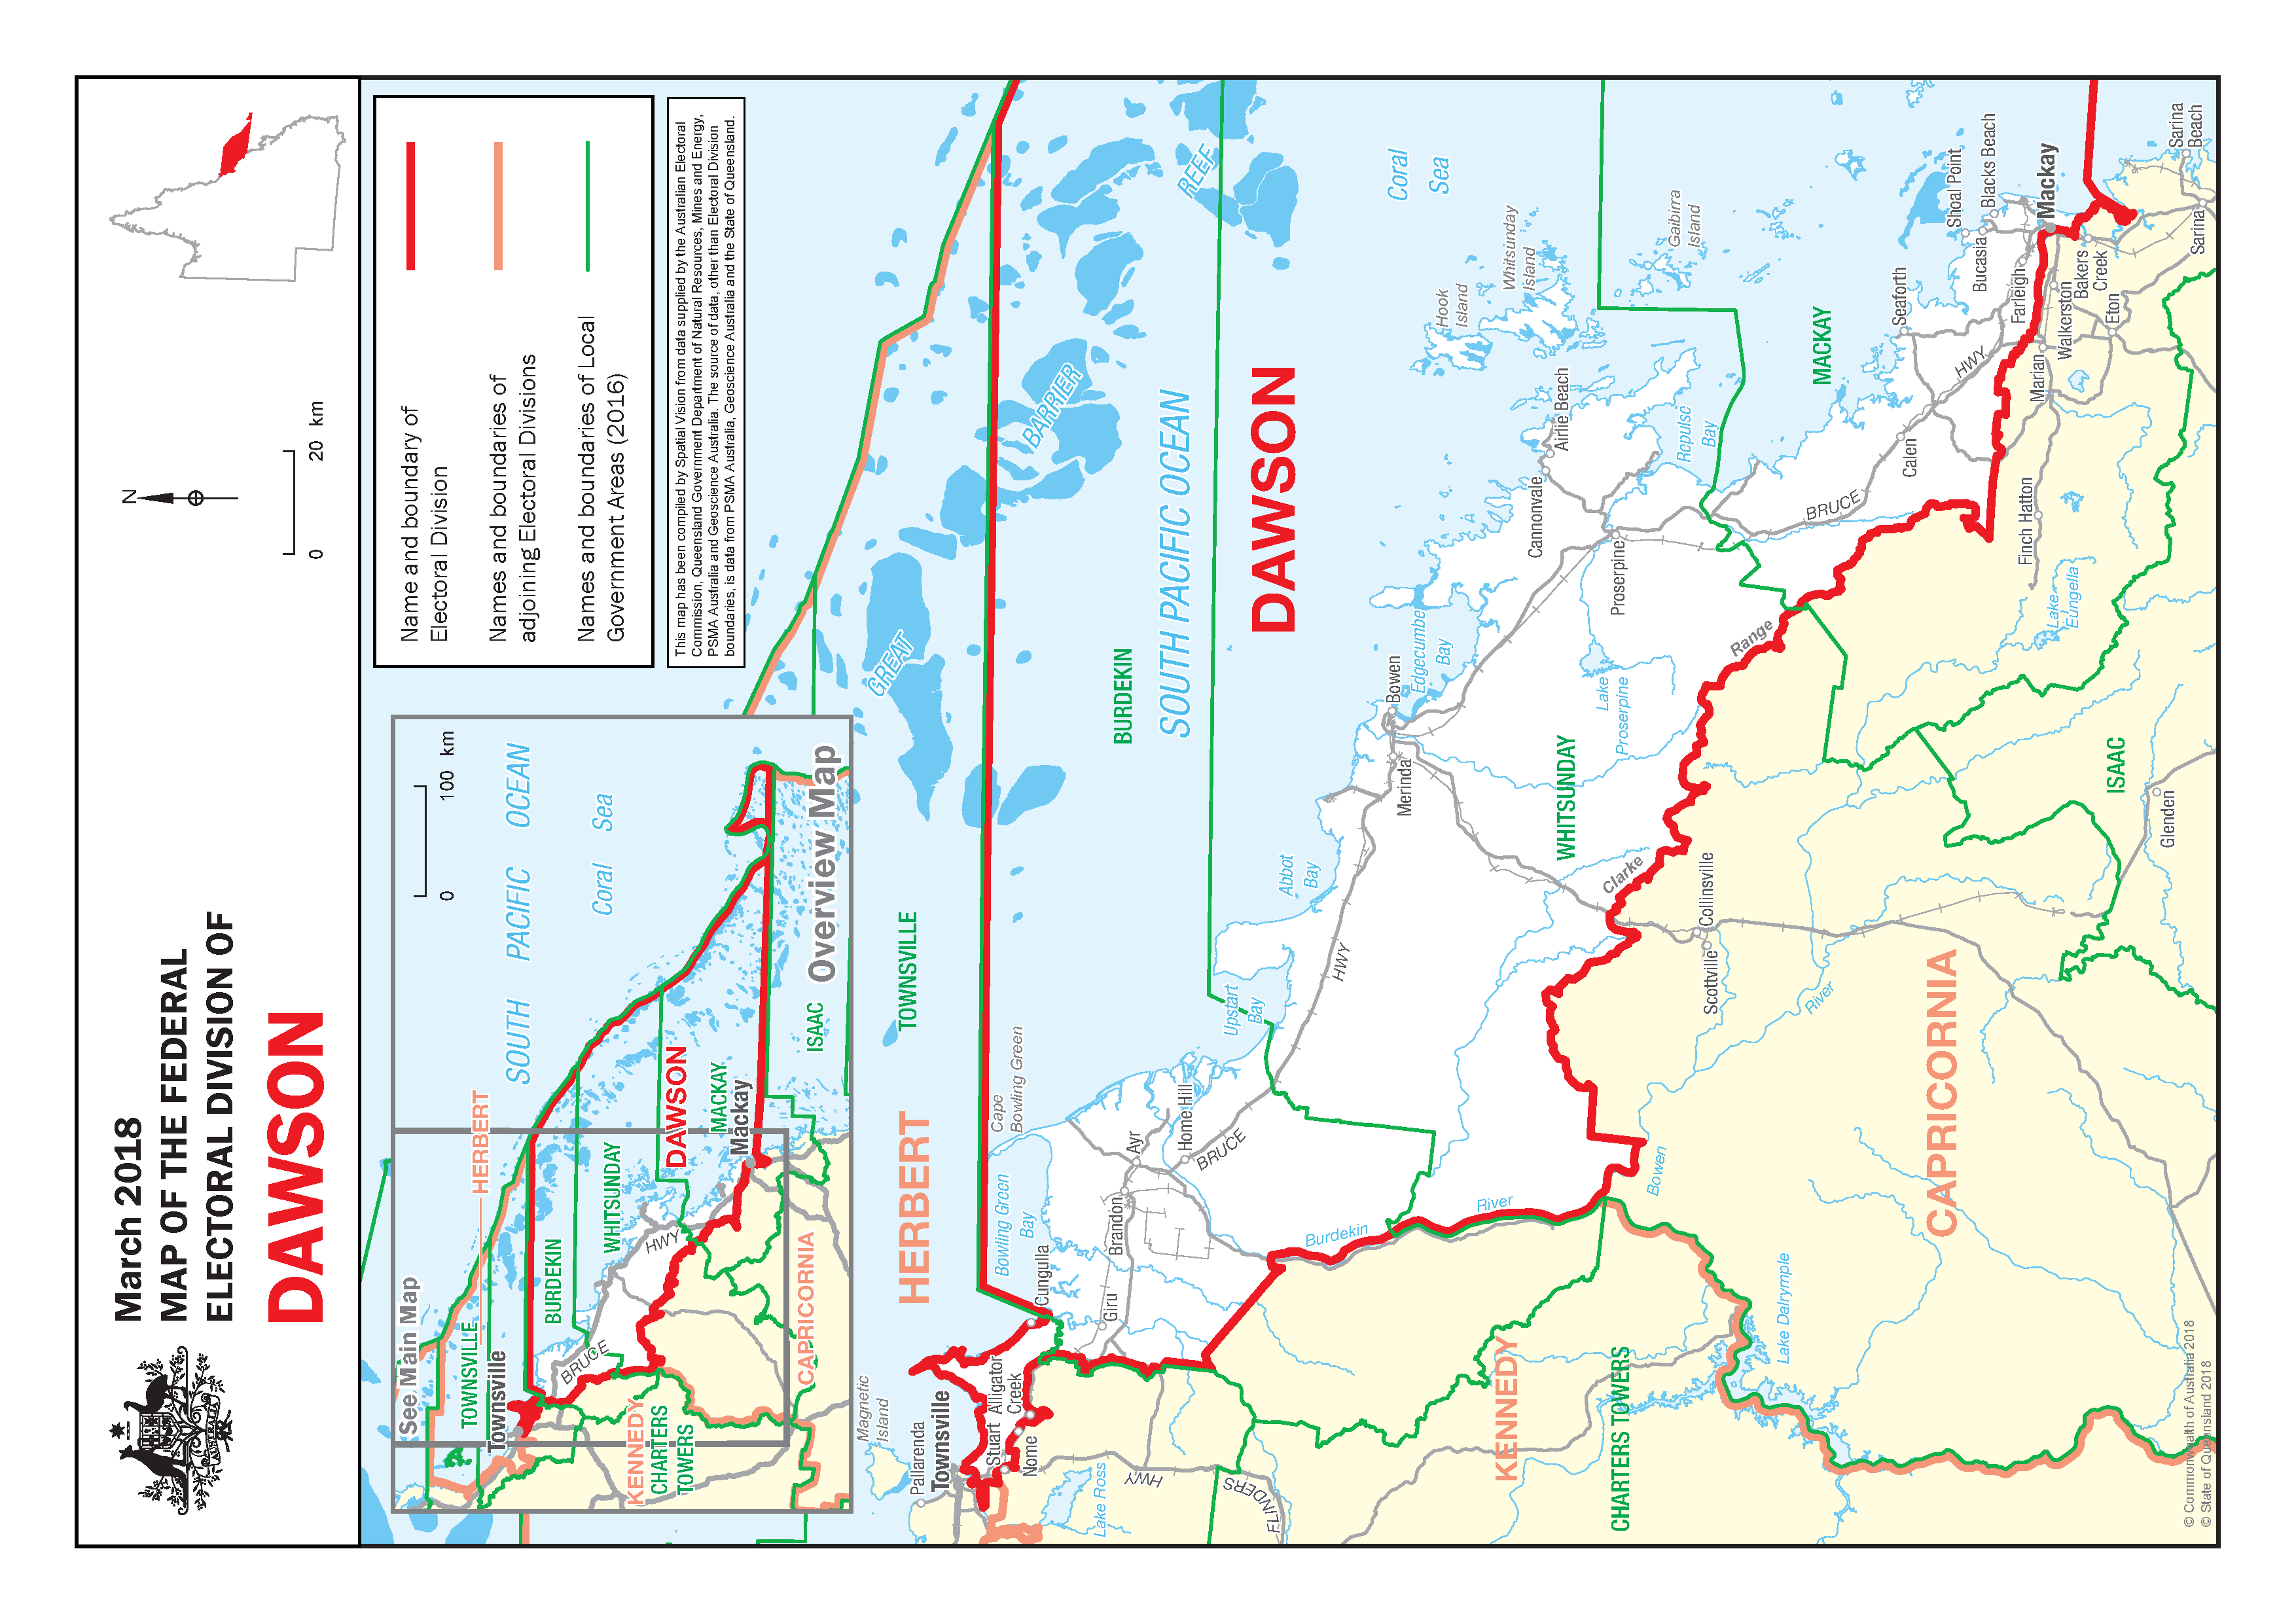 March 2018
MAP OF THE FEDERAL
ELECTORAL DIVISION OF
DAWSON
N
0 20 km
Name and boundary of
Electoral Division
Names and boundaries of
adjoining Electoral Divisions
Names and boundaries of Local
Government Areas (2016)
This map has been compiled by Spatial Vision from data supplied by the Australian Electoral
Commission, Queensland Government Department of Natural Resources, Mines and Energy,
PSMA Australia and Geoscience Australia. The source of data, other than Electoral Division
boundaries, is data from PSMA Australia, Geoscience Australia and the State of Queensland.
See Main Map
0 100 km
SOUTH PACIFIC OCEAN
Coral Sea
HERBERT
TOWNSVILLE
Townsville
BURDEKIN
BRUCE
HWY
WHITSUNDAY
DAWSON
MACKAY
Mackay
KENNEDY
CHARTERS
TOWERS
CAPRICORNIA
ISAAC
Overview Map
Magnetic
Island
Pallarenda
Townsville
HERBERT
TOWNSVILLE
GREAT
BARRIER
REEF
Stuart
Alligator
Creek
Nome
Cungulla
Bowling Green
Bay
Cape
Bowling Green
Lake Ross
HWY
FLINDERS
Giru
Brandon
Ayr
Home Hill
BRUCE
BURDEKIN
SOUTH PACIFIC OCEAN
Upstart
Bay
DAWSON
Abbot
Bay
HWY
Burdekin
River
Coral
Sea
Merinda
Bowen
Edgecumbe
Bay
Hook
Island
Whitsunday
Island
Cannonvale
Airlie Beach
KENNEDY
CHARTERS TOWERS
WHITSUNDAY
Proserpine
Lake
Proserpine
Gaibirra
Island
Repulse
Bay
Clarke
Range
Bowen
River
Scottville
Collinsville
Lake Dalrymple
MACKAY
BRUCE
HWY
Calen
Seaforth
Shoal Point
Bucasia
Blacks Beach
Farleigh
Mackay
CAPRICORNIA
Finch Hatton
Marian
Walkerston
Bakers
Creek
Eton
Lake
Eungella
ISAAC
Glenden
Sarina
Sarina
Beach
© Commonwealth of Australia 2018
© State of Queensland 2018